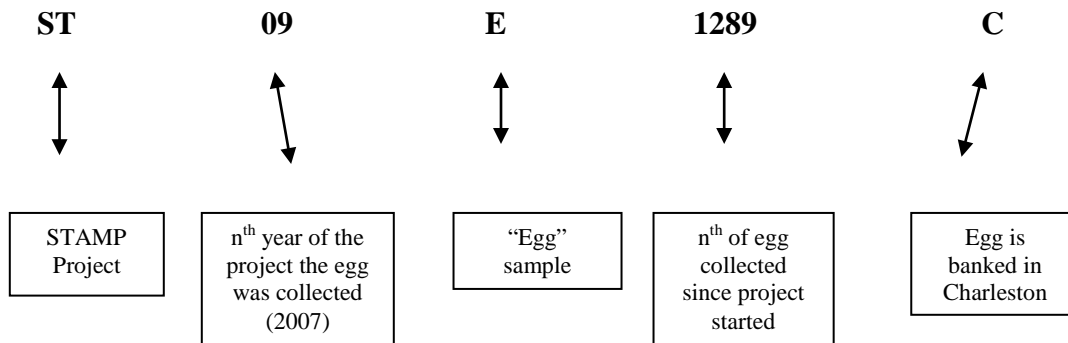 ST 09 E 1289 C
STAMP
Project
nth year of the
project the egg
was collected
(2007)
“Egg”
sample
nth of egg
collected
since project
started
Egg is
banked in
Charleston